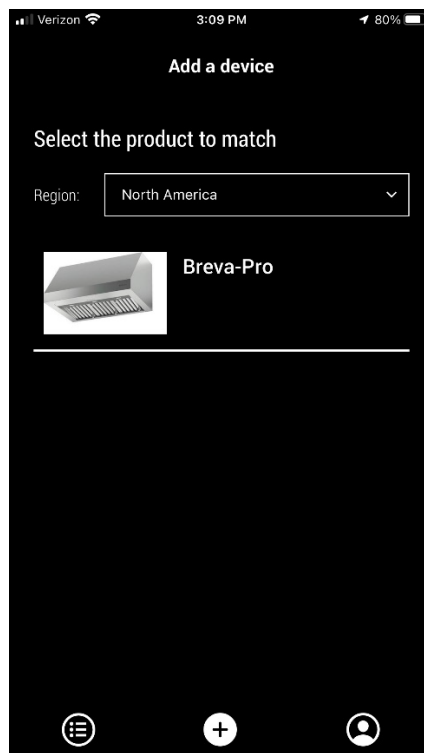 Verizon 3:09 PM 80%
Add a device
Select the product to match
Region: North America
Breva-Pro